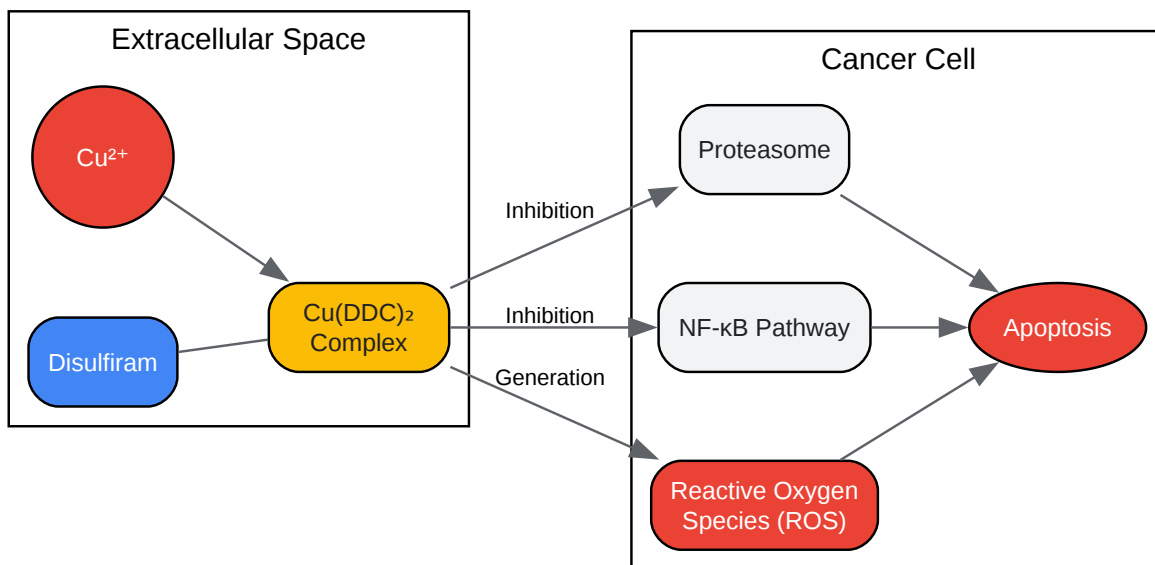 Extracellular Space
Cu²⁺
Disulfiram
Cu(DDC)₂
Complex
Inhibition
Inhibition
Generation
Cancer Cell
Proteasome
NF-κB Pathway
Reactive Oxygen
Species (ROS)
Apoptosis